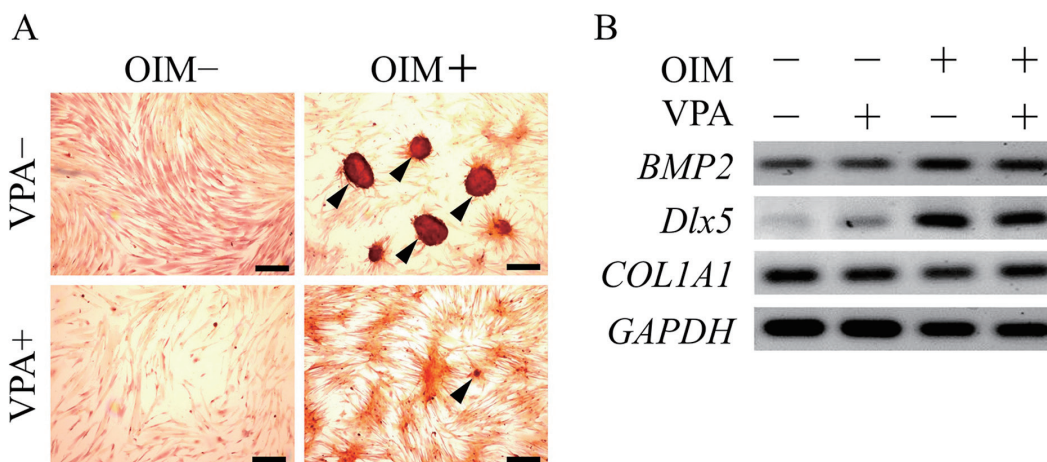 A
OIM− OIM+
VPA−
VPA+
B
OIM − − + +
VPA − + − +
BMP2
Dlx5
COL1A1
GAPDH